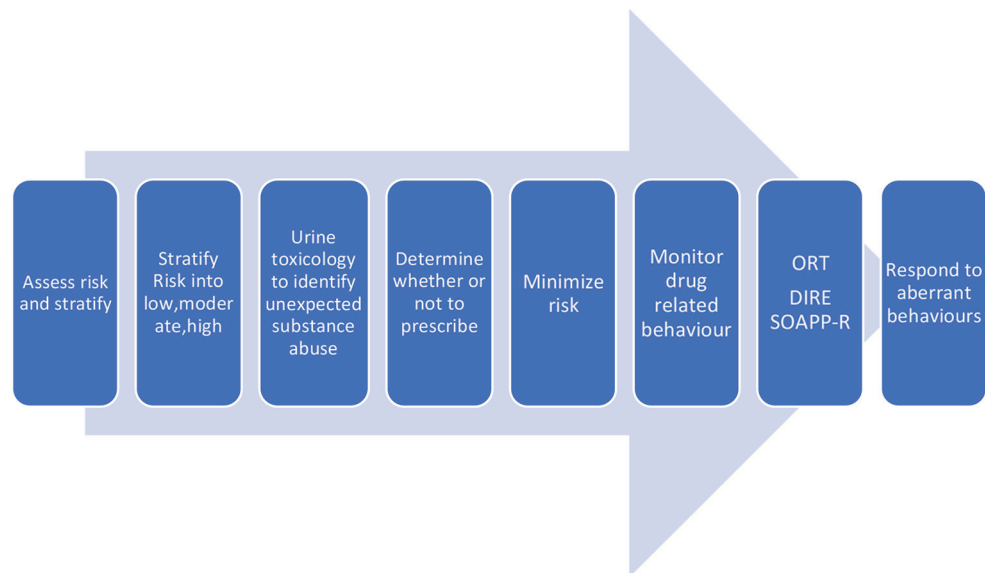 Assess risk
and stratify
Stratify
Risk into
low,moder
ate,high
Urine
toxicology
to identify
unexpected
substance
abuse
Determine
whether or
not to
prescribe
Minimize
risk
Monitor
drug
related
behaviour
ORT
DIRE
SOAPP-R
Respond to
aberrant
behaviours